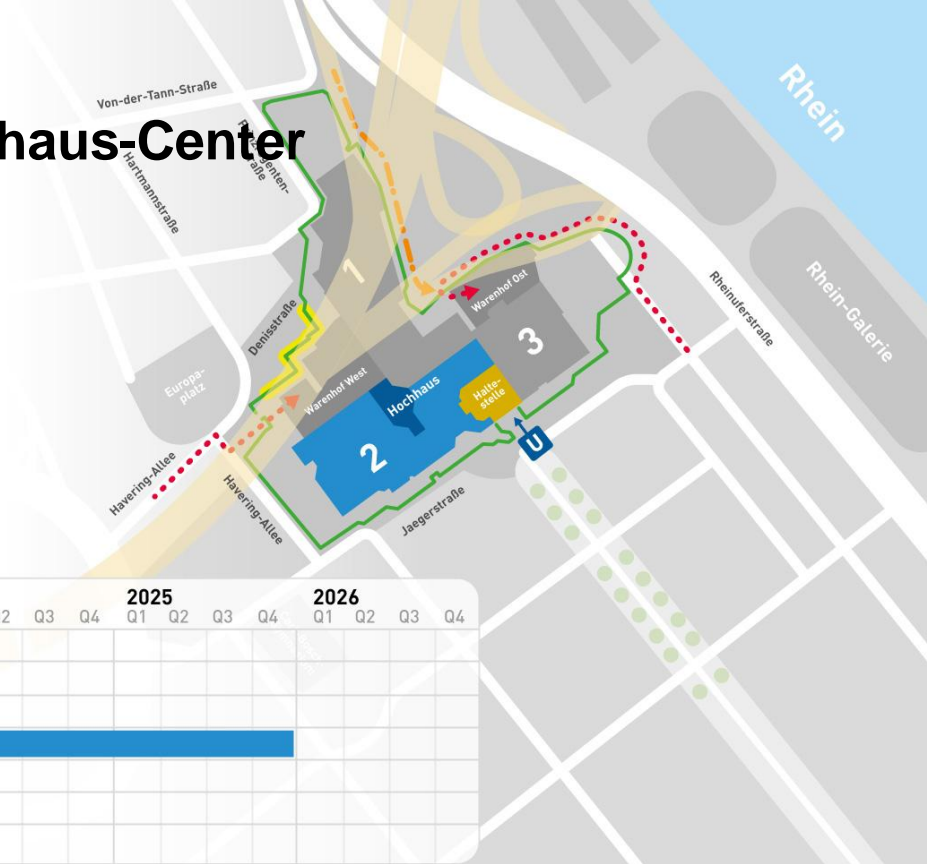 haus-Center
Von-der-Tann-Straße
Hartmannstraße
Rhein
Rheinuferstraße
Rhein-Galerie
1
Denisstraße
Europa-
platz
Warenhof West
Warenhof Ost
3
Hochhaus
Halte-
stelle
2
U
Havering-Allee
Havering-Allee
Jaegerstraße
2025
2026
Q3 Q4 Q1 Q2 Q3 Q4 Q1 Q2 Q3 Q4